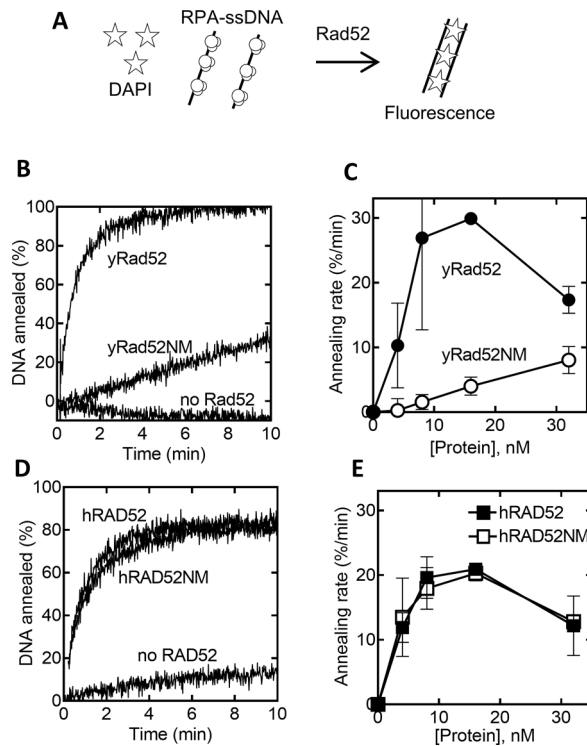 A
DAPI
RPA-ssDNA
Rad52
Fluorescence
B
DNA annealed (%)
100
80
60
40
20
0
yRad52
yRad52NM
no Rad52
0 2 4 6 8 10
Time (min)
C
Annealing rate (%/min)
30
20
10
0
yRad52
yRad52NM
0 10 20 30
[Protein], nM
D
DNA annealed (%)
100
80
60
40
20
0
hRAD52
hRAD52NM
no RAD52
0 2 4 6 8 10
Time (min)
E
Annealing rate (%/min)
30
20
10
0
hRAD52
hRAD52NM
0 10 20 30
[Protein], nM